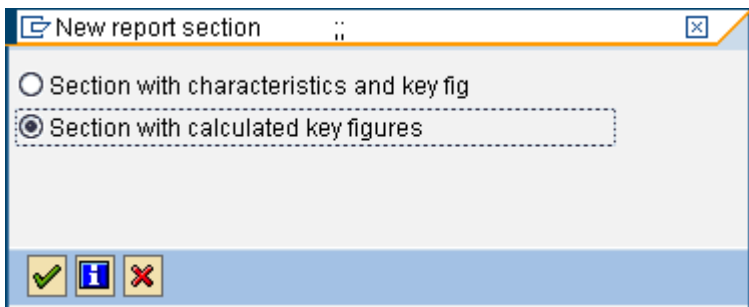 New report section ;;
Section with characteristics and key fig
Section with calculated key figures